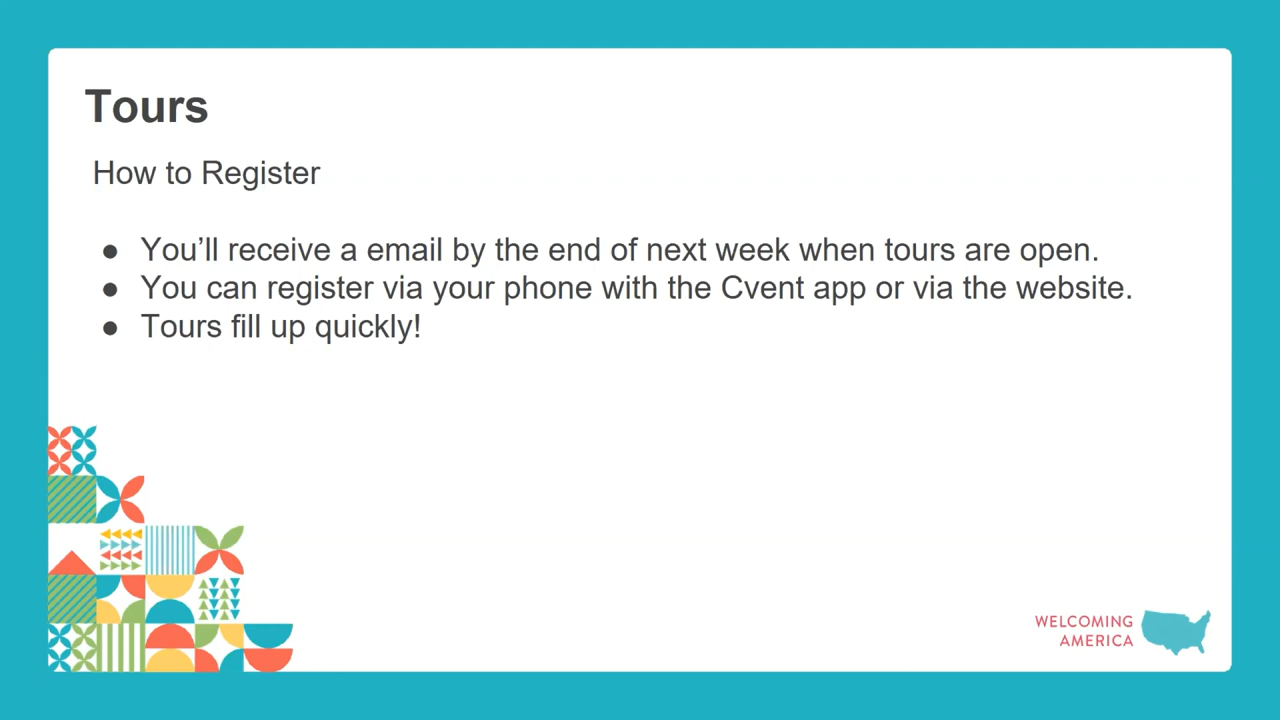 Tours
How to Register
● You’ll receive a email by the end of next week when tours are open.
● You can register via your phone with the Cvent app or via the website.
● Tours fill up quickly!
WELCOMING
AMERICA